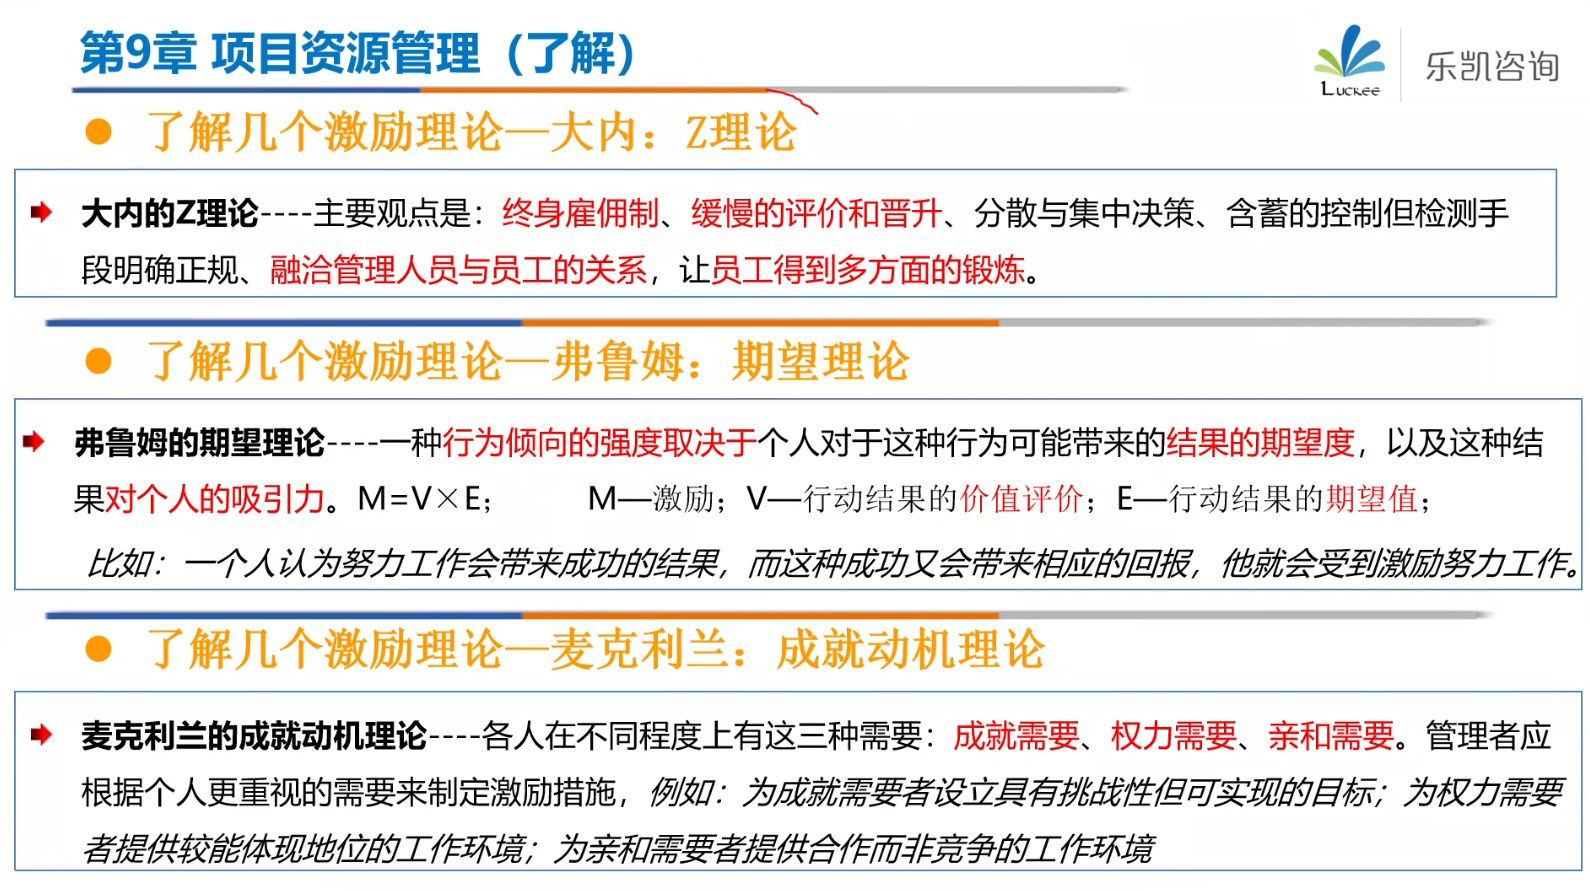 第9章 项目资源管理（了解）
LUCKEE
乐凯咨询
了解几个激励理论—大内：Z理论
大内的Z理论----主要观点是：终身雇佣制、缓慢的评价和晋升、分散与集中决策、含蓄的控制但检测手
段明确正规、融洽管理人员与员工的关系，让员工得到多方面的锻炼。
了解几个激励理论—弗鲁姆：期望理论
弗鲁姆的期望理论----一种行为倾向的强度取决于个人对于这种行为可能带来的结果的期望度，以及这种结
果对个人的吸引力。M=V×E； M—激励；V—行动结果的价值评价；E—行动结果的期望值；
比如：一个人认为努力工作会带来成功的结果，而这种成功又会带来相应的回报，他就会受到激励努力工作。
了解几个激励理论—麦克利兰：成就动机理论
麦克利兰的成就动机理论----各人在不同程度上有这三种需要：成就需要、权力需要、亲和需要。管理者应
根据个人更重视的需要来制定激励措施，例如：为成就需要者设立具有挑战性但可实现的目标；为权力需要
者提供较能体现地位的工作环境；为亲和需要者提供合作而非竞争的工作环境